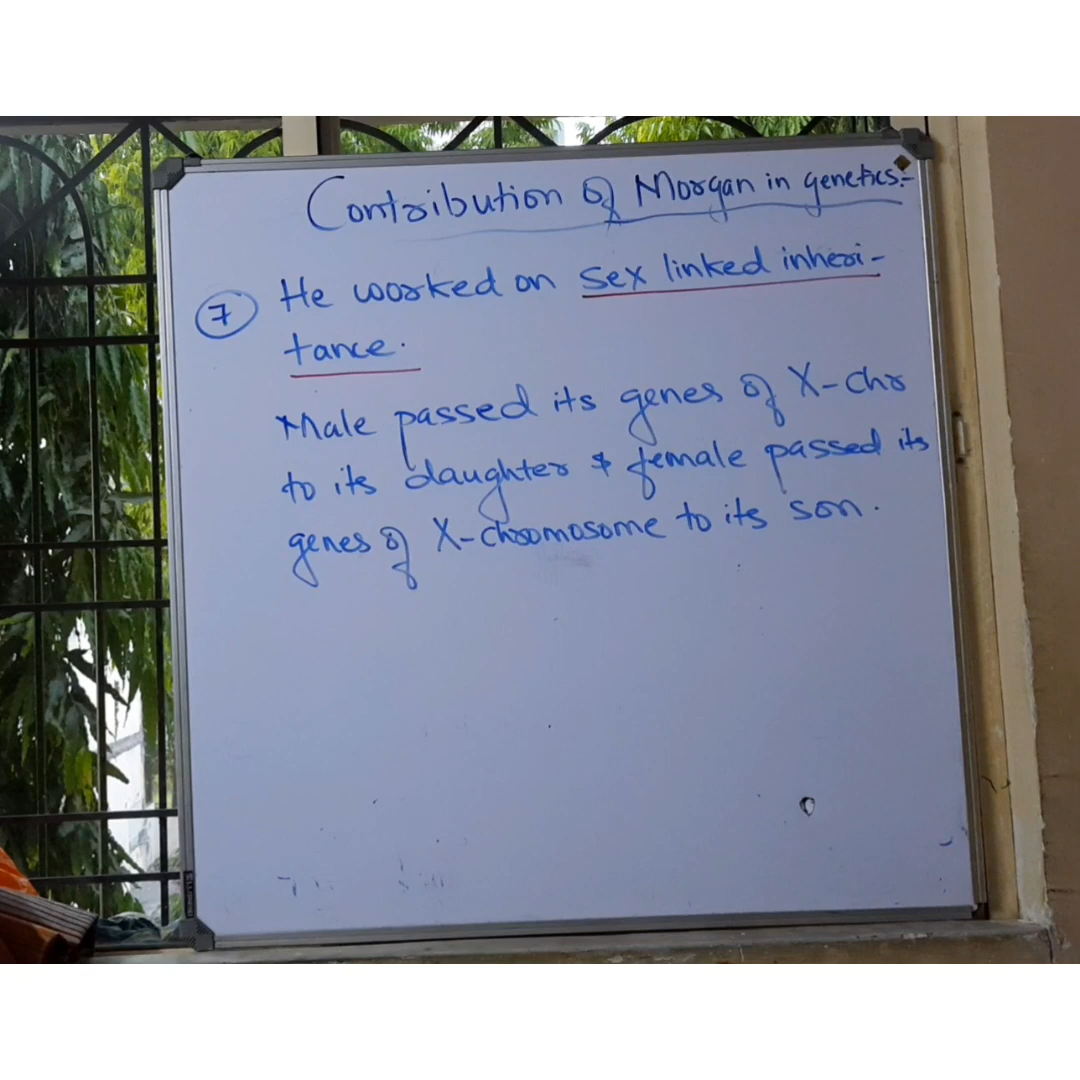 Contribution of Morgan in genetics:-
7 He worked on sex linked inheri-
tance.
*Male passed its genes of X-chr
to its daughter & female passed its
genes of X-chromosome to its son.